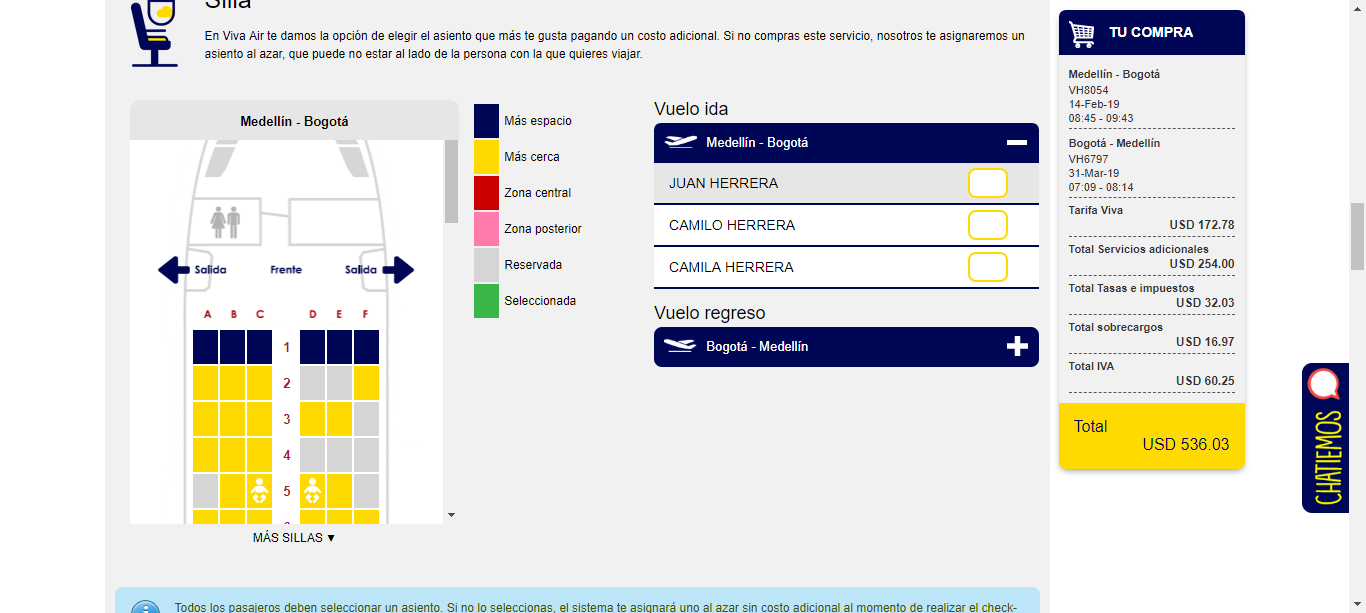 Silla
En Viva Air te damos la opción de elegir el asiento que más te gusta pagando un costo adicional. Si no compras este servicio, nosotros te asignaremos un
asiento al azar, que puede no estar al lado de la persona con la que quieres viajar.
Medellín - Bogotá
Salida Frente Salida
A B C D E F
1
2
3
4
5
MÁS SILLAS ▼
Más espacio
Más cerca
Zona central
Zona posterior
Reservada
Seleccionada
Vuelo ida
Medellín - Bogotá
JUAN HERRERA
CAMILO HERRERA
CAMILA HERRERA
Vuelo regreso
Bogotá - Medellín
Todos los pasajeros deben seleccionar un asiento. Si no lo seleccionas, el sistema te asignará uno al azar sin costo adicional al momento de realizar el check-
TU COMPRA
Medellín - Bogotá
VH8054
14-Feb-19
08:45 - 09:43
Bogotá - Medellín
VH6797
31-Mar-19
07:09 - 08:14
Tarifa Viva
USD 172.78
Total Servicios adicionales
USD 254.00
Total Tasas e impuestos
USD 32.03
Total sobrecargos
USD 16.97
Total IVA
USD 60.25
Total
USD 536.03
CHATIEMOS